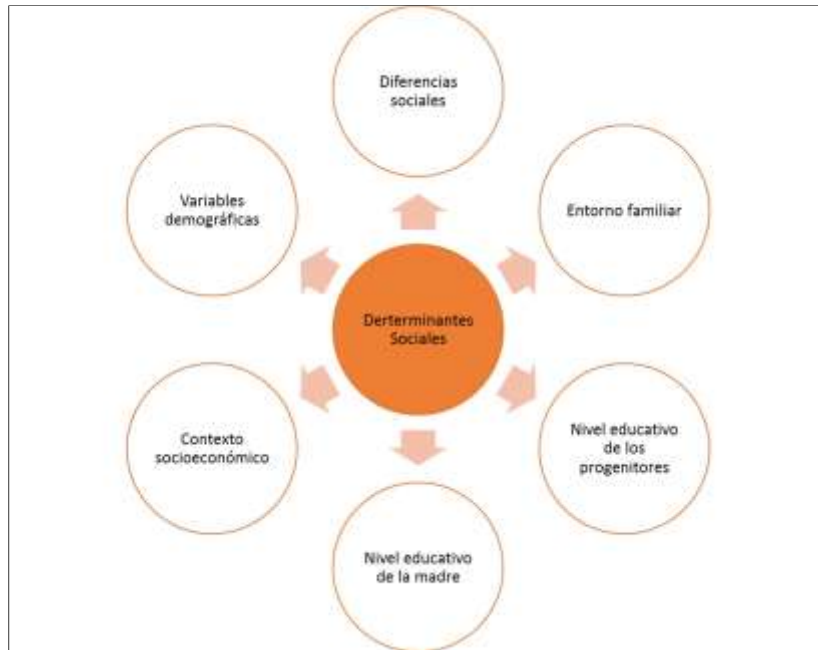 Diferencias
sociales
Variables
demográficas
Entorno familiar
Derterminantes
Sociales
Contexto
socioeconómico
Nivel educativo
de los
progenitores
Nivel educativo
de la madre